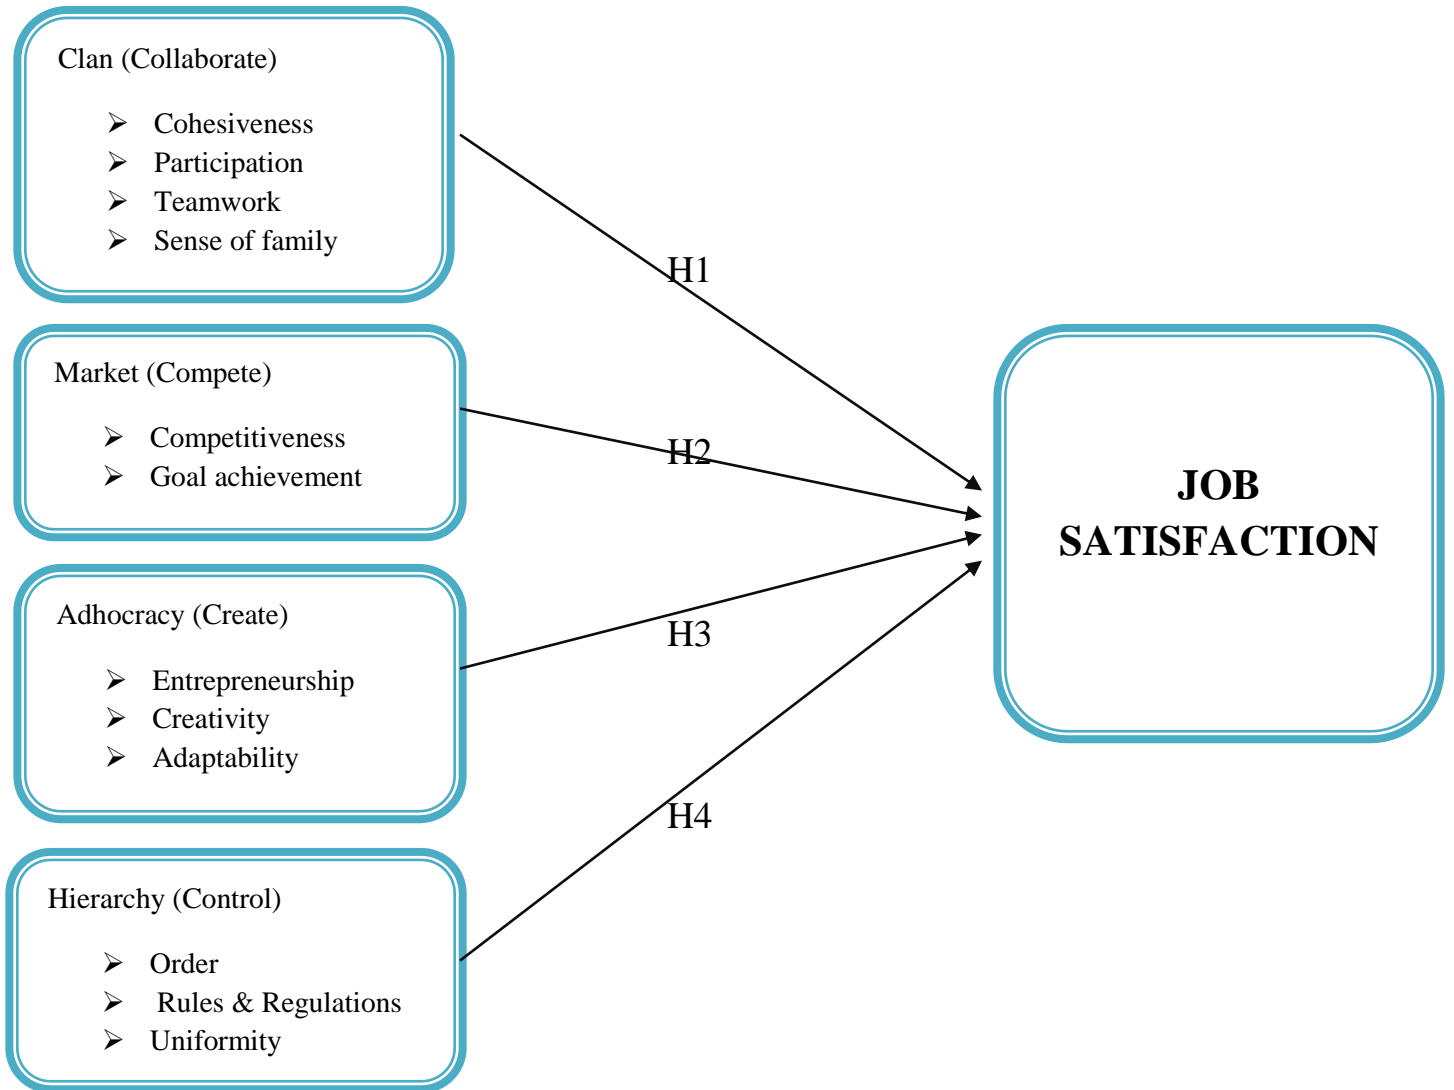 Clan (Collaborate)
➢ Cohesiveness
➢ Participation
➢ Teamwork
➢ Sense of family
H1
Market (Compete)
➢ Competitiveness
➢ Goal achievement
H2
JOB
SATISFACTION
Adhocracy (Create)
➢ Entrepreneurship
➢ Creativity
➢ Adaptability
H3
Hierarchy (Control)
➢ Order
➢ Rules & Regulations
➢ Uniformity
H4